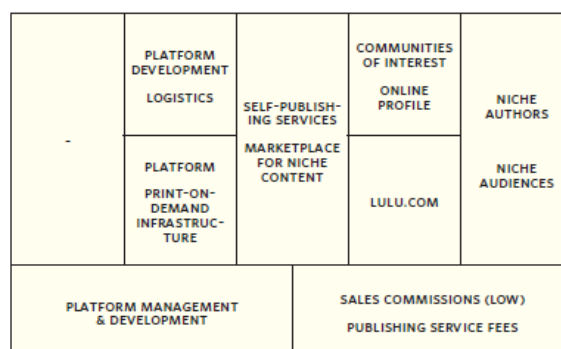 -
PLATFORM
DEVELOPMENT
LOGISTICS
PLATFORM
PRINT-ON-
DEMAND
INFRASTRUC-
TURE
SELF-PUBLISH-
ING SERVICES
MARKETPLACE
FOR NICHE
CONTENT
COMMUNITIES
OF INTEREST
ONLINE
PROFILE
LULU.COM
NICHE
AUTHORS
NICHE
AUDIENCES
PLATFORM MANAGEMENT
& DEVELOPMENT
SALES COMMISSIONS (LOW)
PUBLISHING SERVICE FEES